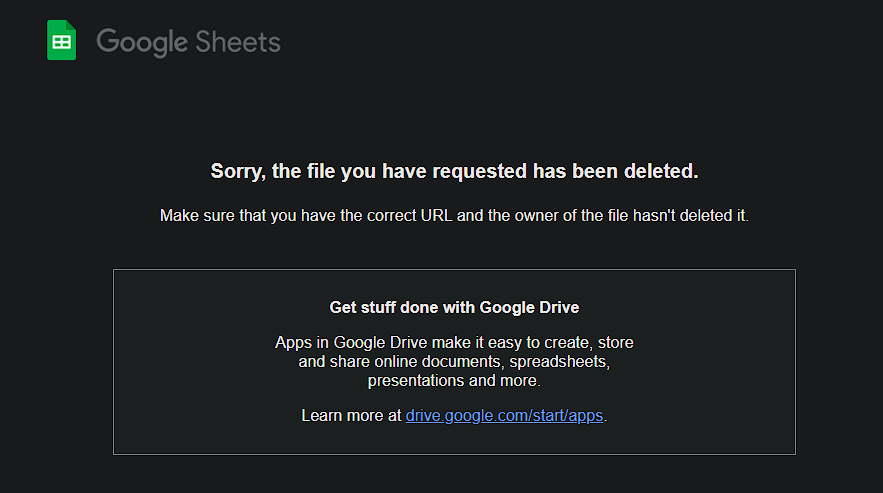 Google Sheets
Sorry, the file you have requested has been deleted.
Make sure that you have the correct URL and the owner of the file hasn't deleted it.
Get stuff done with Google Drive
Apps in Google Drive make it easy to create, store
and share online documents, spreadsheets,
presentations and more.
Learn more at drive.google.com/start/apps.